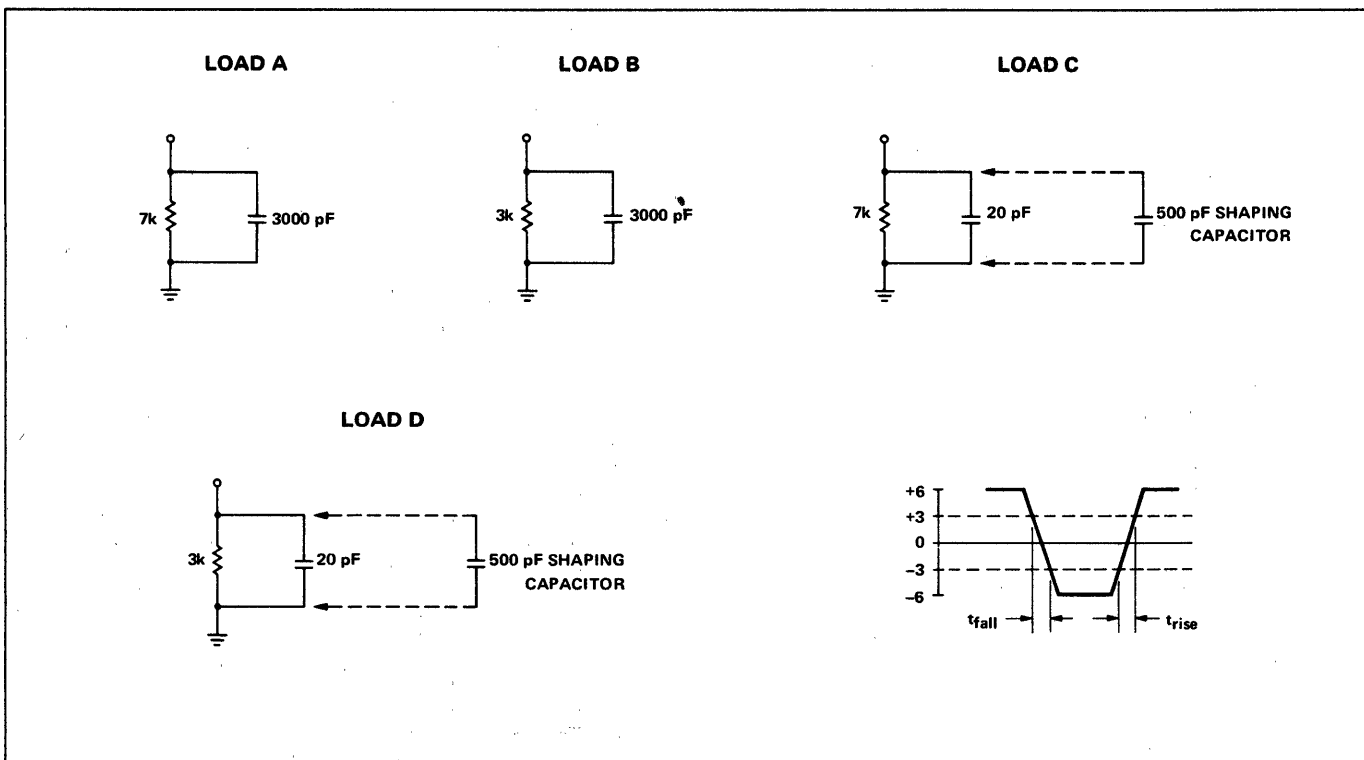 LOAD A
LOAD B
LOAD C
7k
3000 pF
3k
3000 pF
7k
20 pF
500 pF SHAPING
CAPACITOR
LOAD D
3k
20 pF
500 pF SHAPING
CAPACITOR
+6
+3
0
−3
−6
tfall
trise